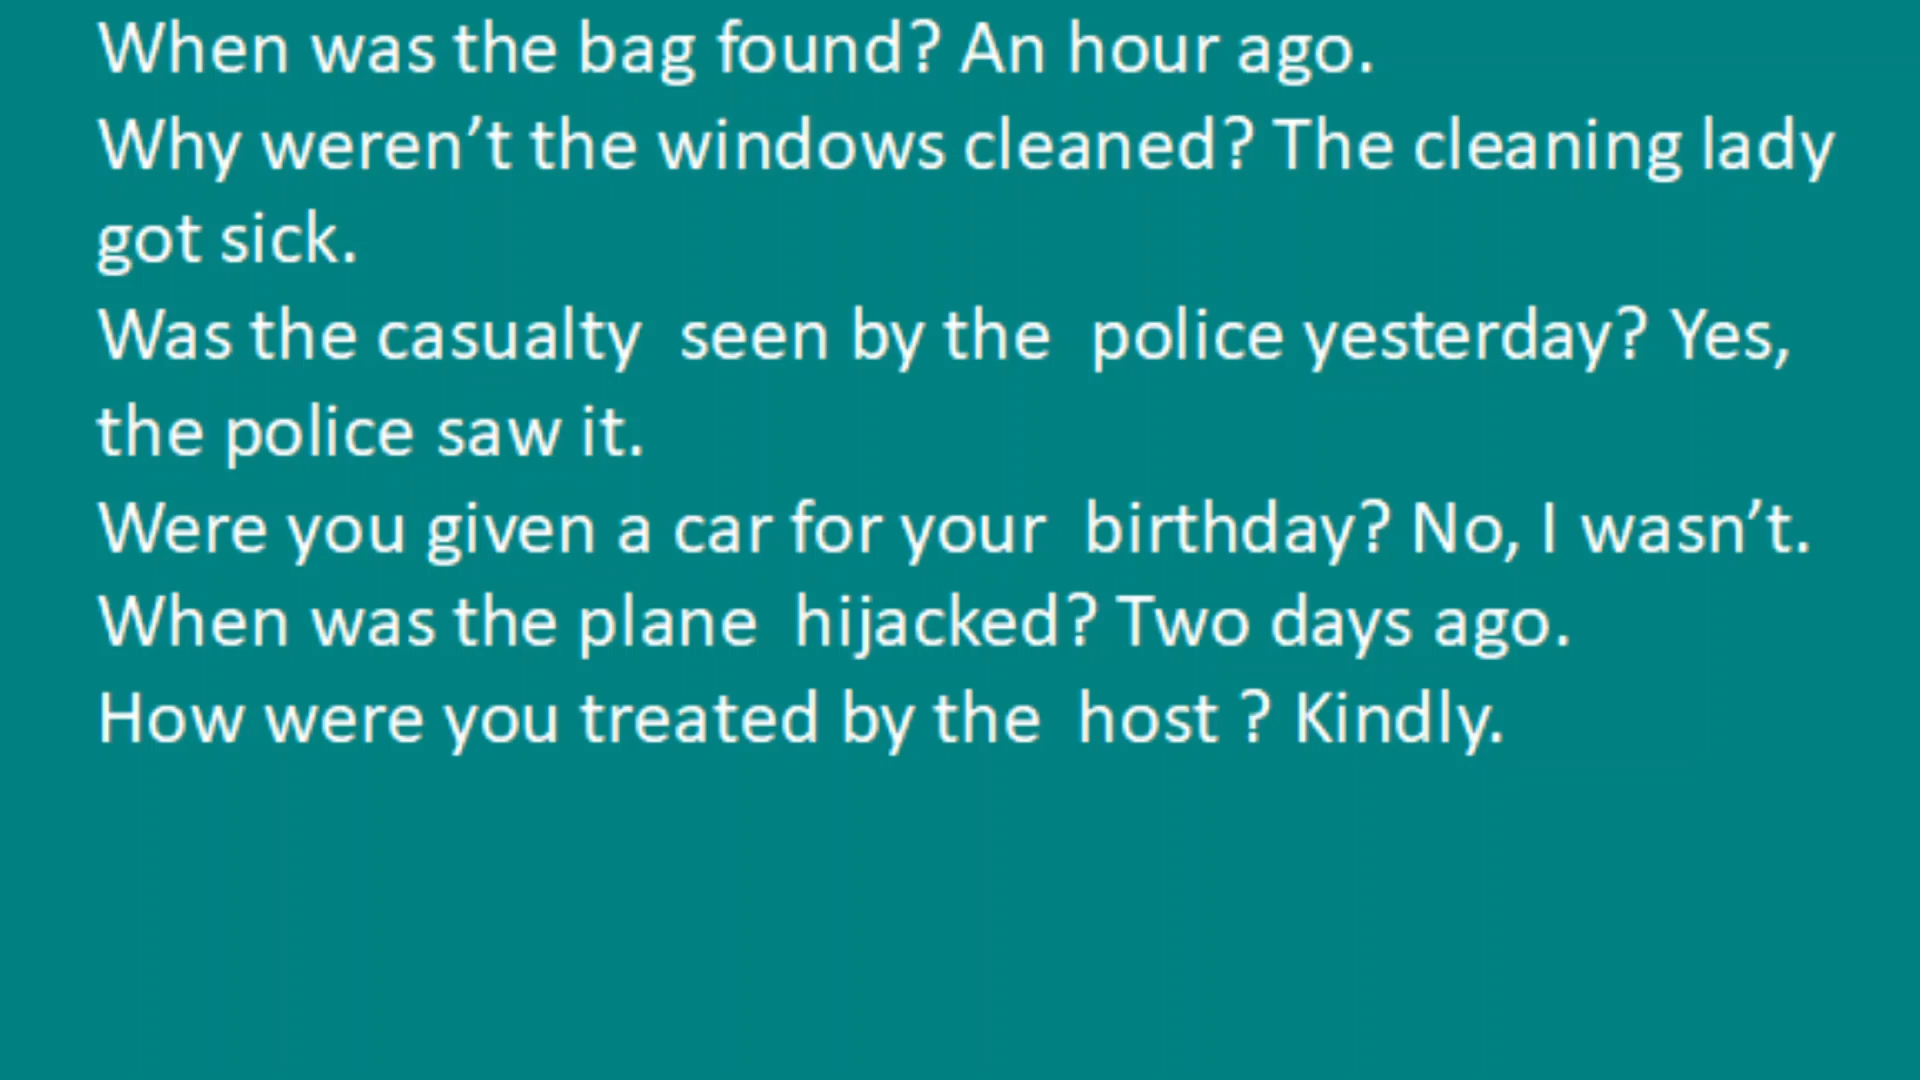 When was the bag found? An hour ago.
Why weren’t the windows cleaned? The cleaning lady
got sick.
Was the casualty  seen by the  police yesterday? Yes,
the police saw it.
Were you given a car for your  birthday? No, I wasn’t.
When was the plane  hijacked? Two days ago.
How were you treated by the  host ? Kindly.